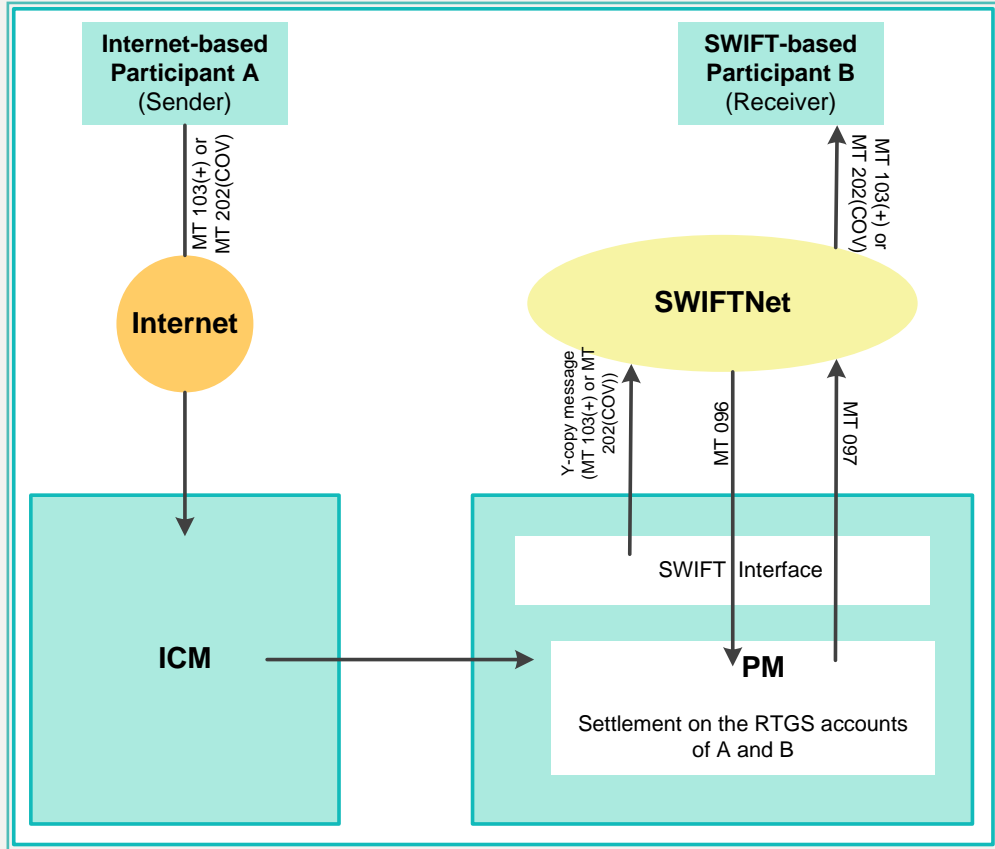 Internet-based
Participant A
(Sender)
SWIFT-based
Participant B
(Receiver)
MT 103(+) or
MT 202(COV)
MT 103(+) or
MT 202(COV)
Internet
SWIFTNet
Y-copy message
(MT 103(+) or MT
202(COV))
MT 096
MT 097
SWIFT Interface
ICM
PM
Settlement on the RTGS accounts
of A and B